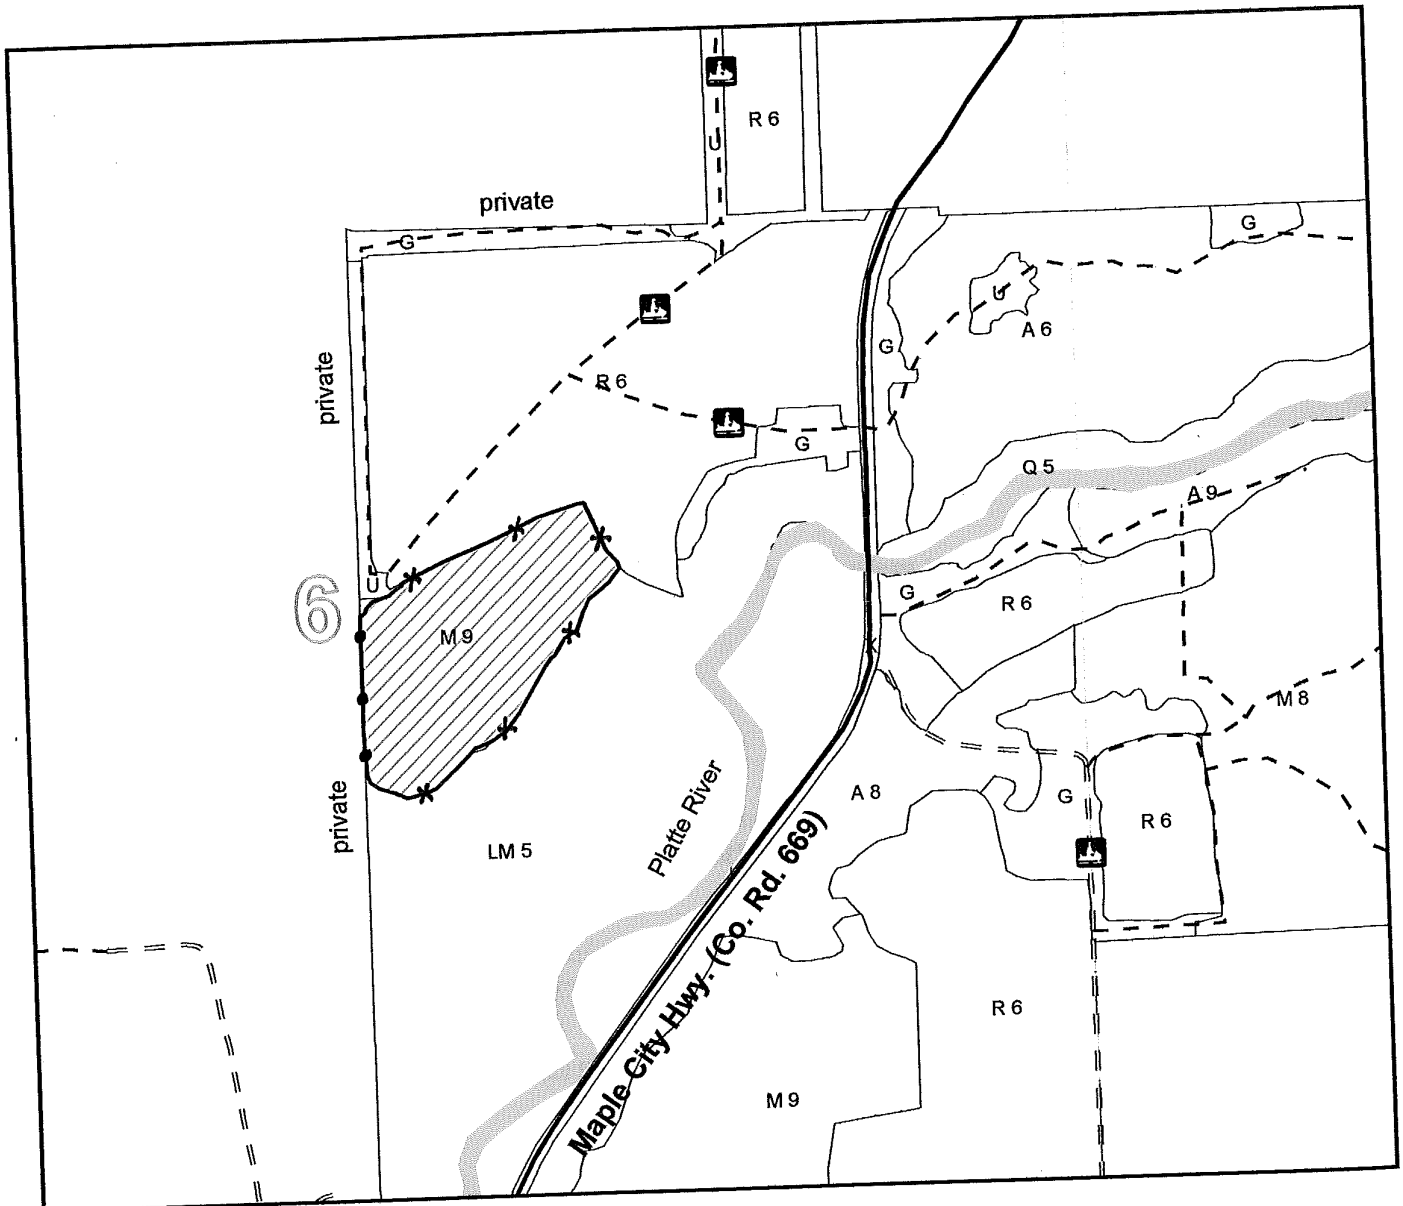 R 6
U
private
G
G
U
A 6
private
G
R 6
G
Q 5
A 9
6
U
G
R 6
M 9
M 8
private
Platte River
A 8
G
R 6
LM 5
Maple City Hwy. (Co. Rd. 669)
R 6
M 9